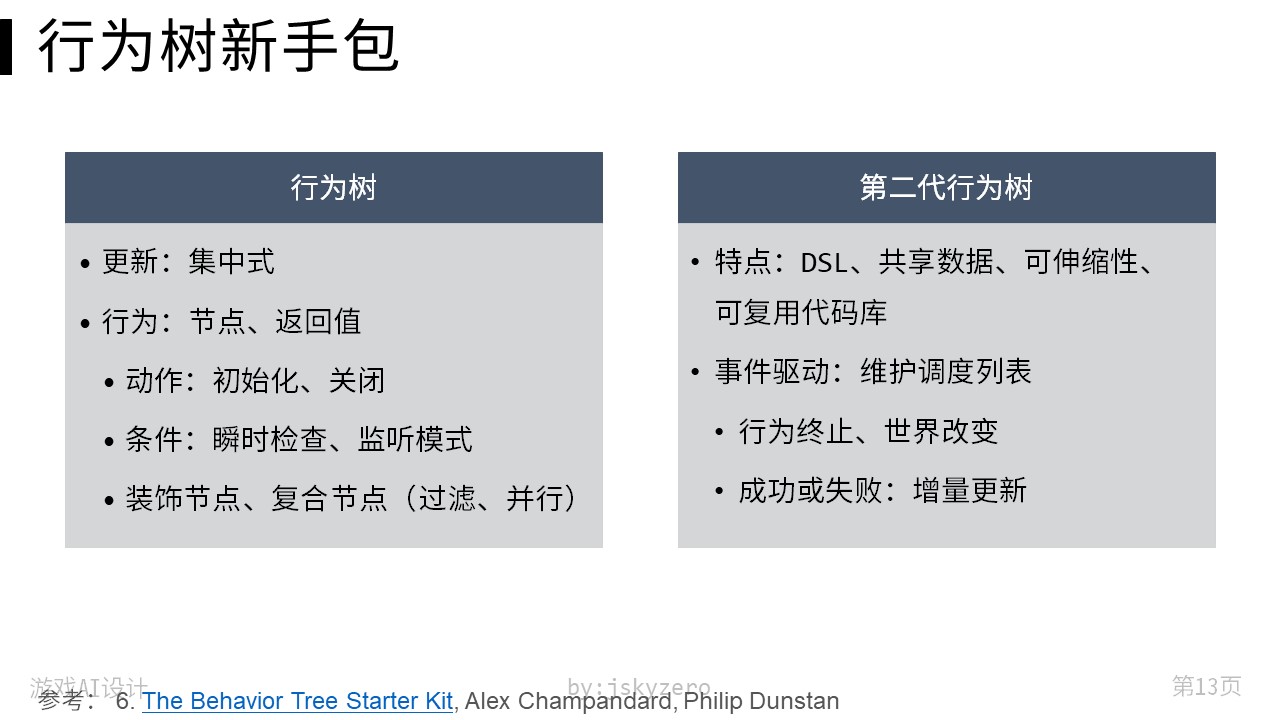 行为树新手包
行为树
• 更新：集中式
• 行为：节点、返回值
• 动作：初始化、关闭
• 条件：瞬时检查、监听模式
• 装饰节点、复合节点（过滤、并行）
第二代行为树
• 特点：DSL、共享数据、可伸缩性、
可复用代码库
• 事件驱动：维护调度列表
• 行为终止、世界改变
• 成功或失败：增量更新
游戏AI设计
by:iskyzero
第13页
参考： 6. The Behavior Tree Starter Kit, Alex Champandard, Philip Dunstan